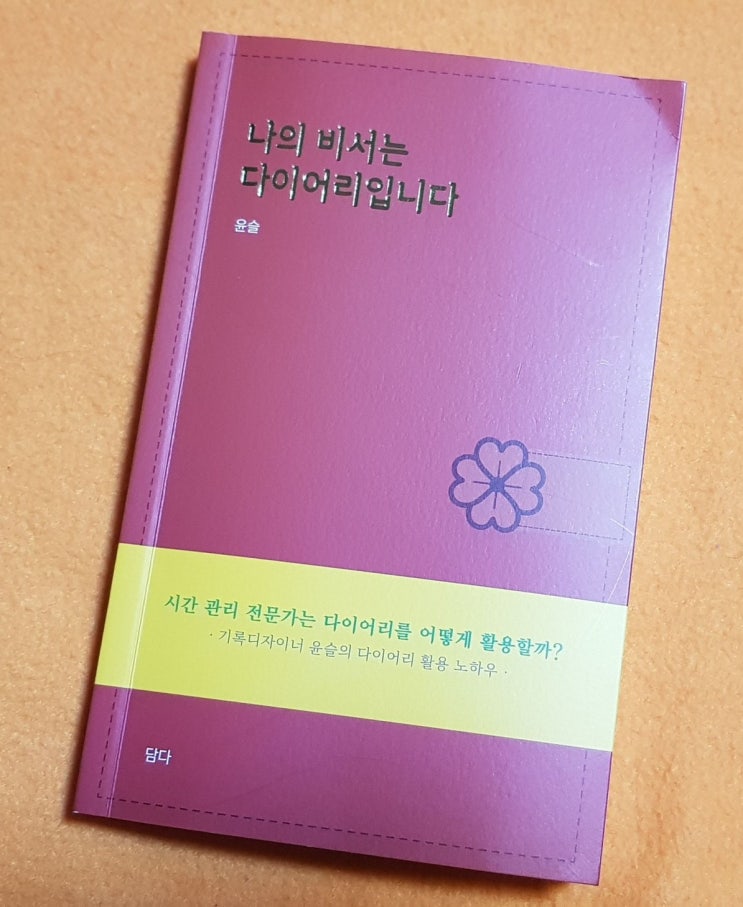 나의 비서는
다이어리입니다
윤슬
시간 관리 전문가는 다이어리를 어떻게 활용할까?
· 기록디자이너 윤슬의 다이어리 활용 노하우 ·
담다